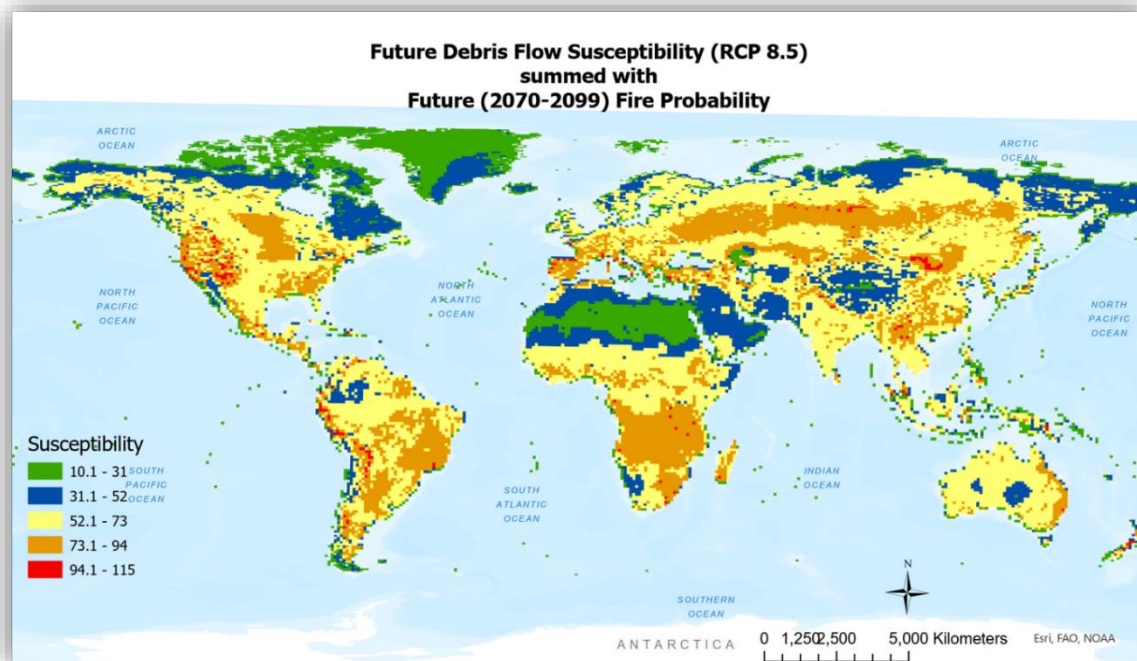 Future Debris Flow Susceptibility (RCP 8.5)
summed with
Future (2070-2099) Fire Probability
ARCTIC
OCEAN
ARCTIC
OCEAN
NORTH
PACIFIC
OCEAN
NORTH
ATLANTIC
OCEAN
NORTH
PACIFIC
OCEAN
Susceptibility
10.1 - 31
31.1 - 52
52.1 - 73
73.1 - 94
94.1 - 115
SOUTH
PACIFIC
OCEAN
SOUTH
ATLANTIC
OCEAN
INDIAN
OCEAN
SOUTHERN
OCEAN
N
ANTARCTICA
0 1,250 2,500 5,000 Kilometers
Esri, FAO, NOAA